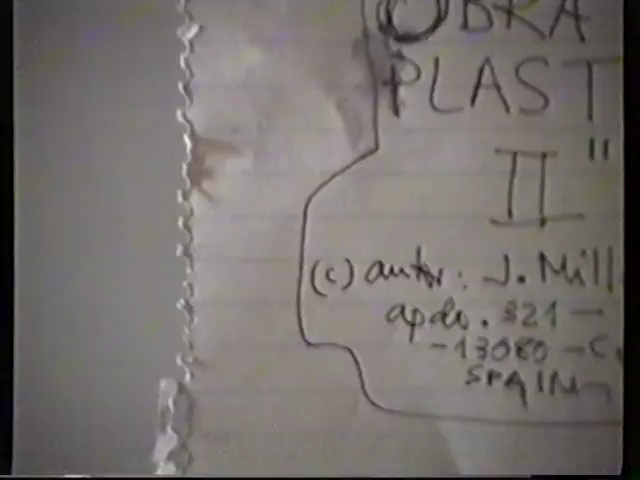 OBRA
PLAST
II"
(c) autor: J. Mill
apdo. 321 -
-13080 - C
SPAIN